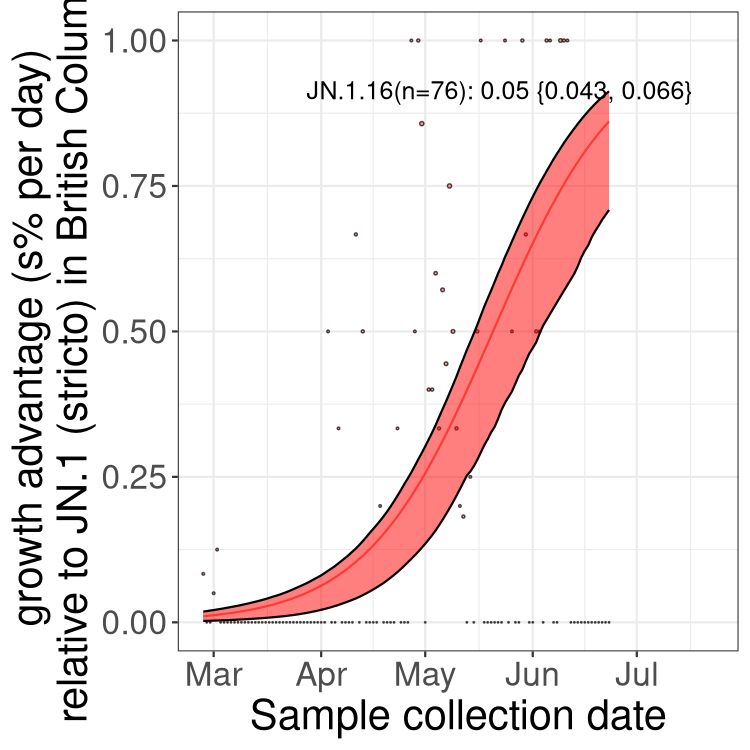 growth advantage (s% per day)
relative to JN.1 (stricto) in British Colum
1.00
0.75
0.50
0.25
0.00
JN.1.16(n=76): 0.05 {0.043, 0.066}
Mar Apr May Jun Jul
Sample collection date